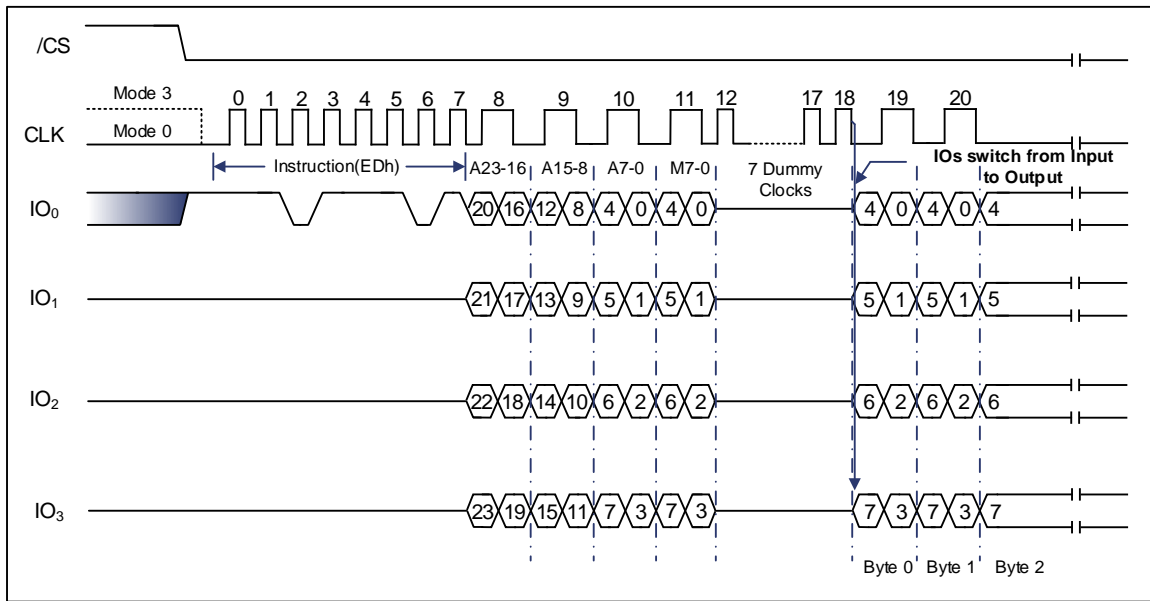 /CS
Mode 3
0 1 2 3 4 5 6 7 8 9 10 11 12 17 18 19 20
CLK
Mode 0
Instruction(EDh) A23-16 A15-8 A7-0 M7-0 7 Dummy Clocks
IOs switch from Input
to Output
IO₀ 20 16 12 8 4 0 4 0 4 0 4 0 4
IO₁ 21 17 13 9 5 1 5 1 5 1 5 1 5
IO₂ 22 18 14 10 6 2 6 2 6 2 6 2 6
IO₃ 23 19 15 11 7 3 7 3 7 3 7 3 7
Byte 0 Byte 1 Byte 2